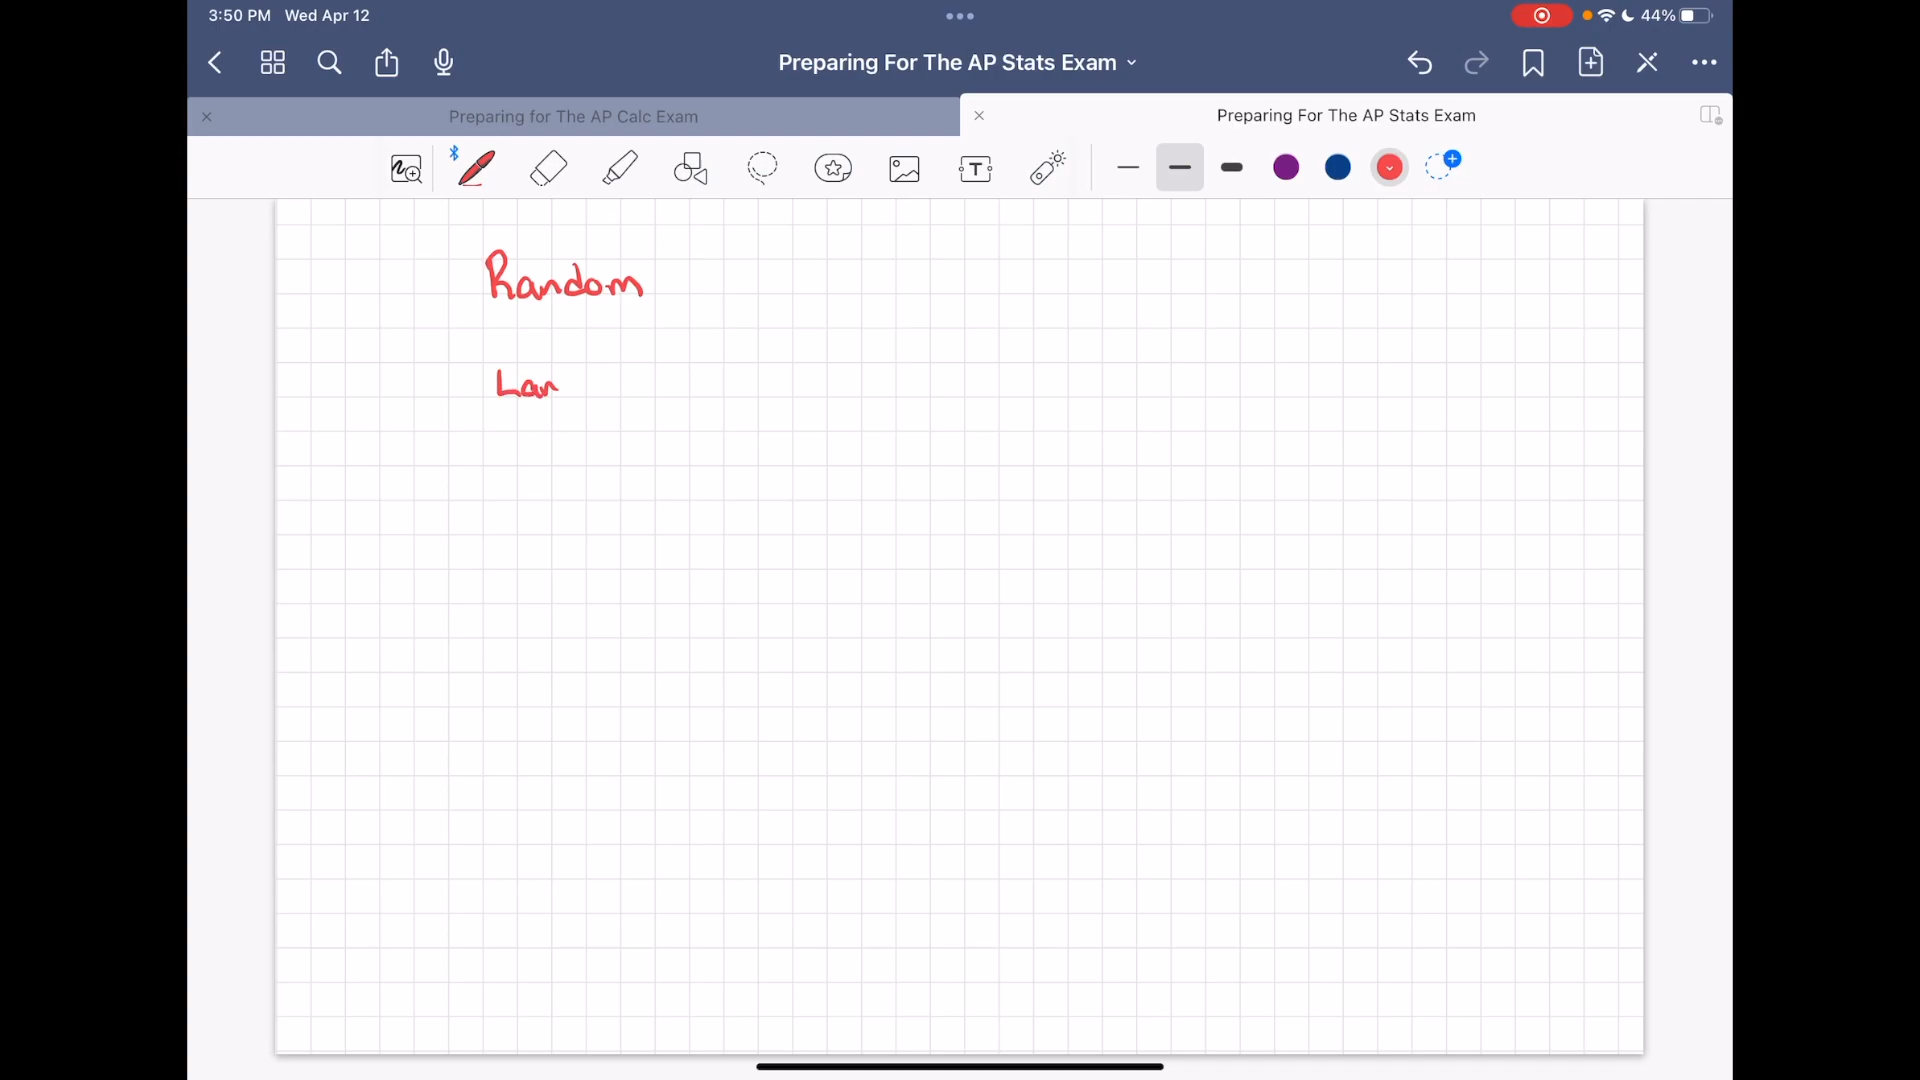 3:50 PM Wed Apr 12
44%
Preparing For The AP Stats Exam
Preparing for The AP Calc Exam
Preparing For The AP Stats Exam
T
Random
Lar